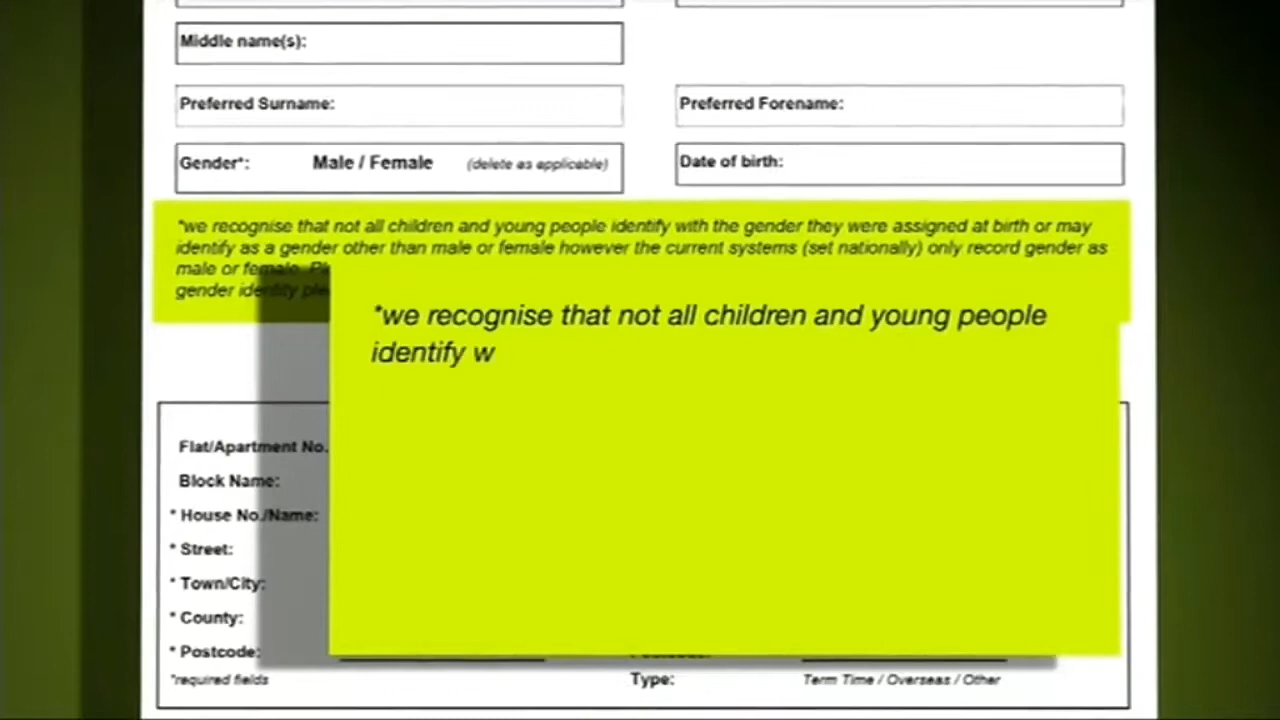 Middle name(s):
Preferred Surname: Preferred Forename:
Gender*: Male / Female (delete as applicable) Date of birth:
*we recognise that not all children and young people identify with the gender they were assigned at birth or may
identify as a gender other than male or female however the current systems (set nationally) only record gender as
male or female.
gender identity
*we recognise that not all children and young people
identify w
Flat/Apartment No.
Block Name:
* House No./Name:
* Street:
* Town/City:
* County:
* Postcode:
*required fields Type: Term Time / Overseas / Other